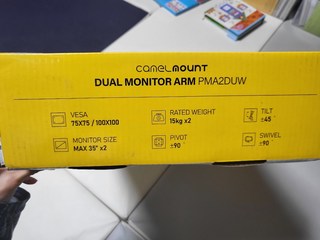 camelmount
DUAL MONITOR ARM PMA2DUW
VESA
75X75 / 100X100
RATED WEIGHT
15kg x2
TILT
±45°
MONITOR SIZE
MAX 35" x2
PIVOT
±90°
SWIVEL
±90°